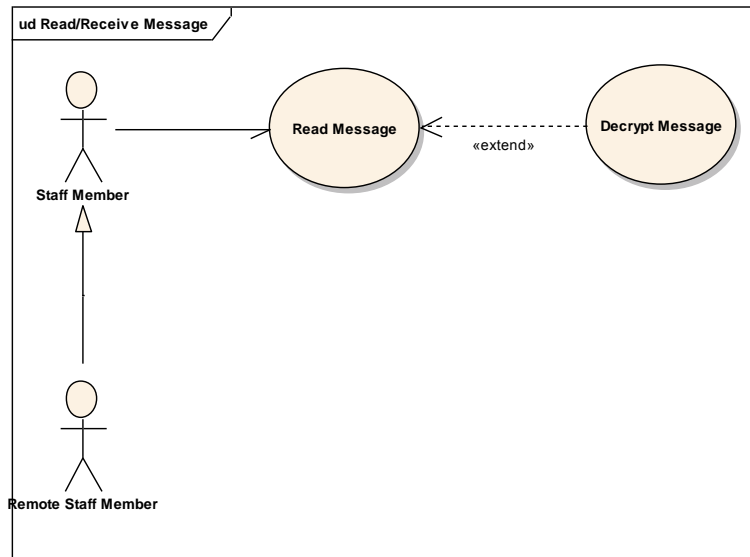 ud Read/Receive Message
Read Message
Decrypt Message
«extend»
Staff Member
Remote Staff Member